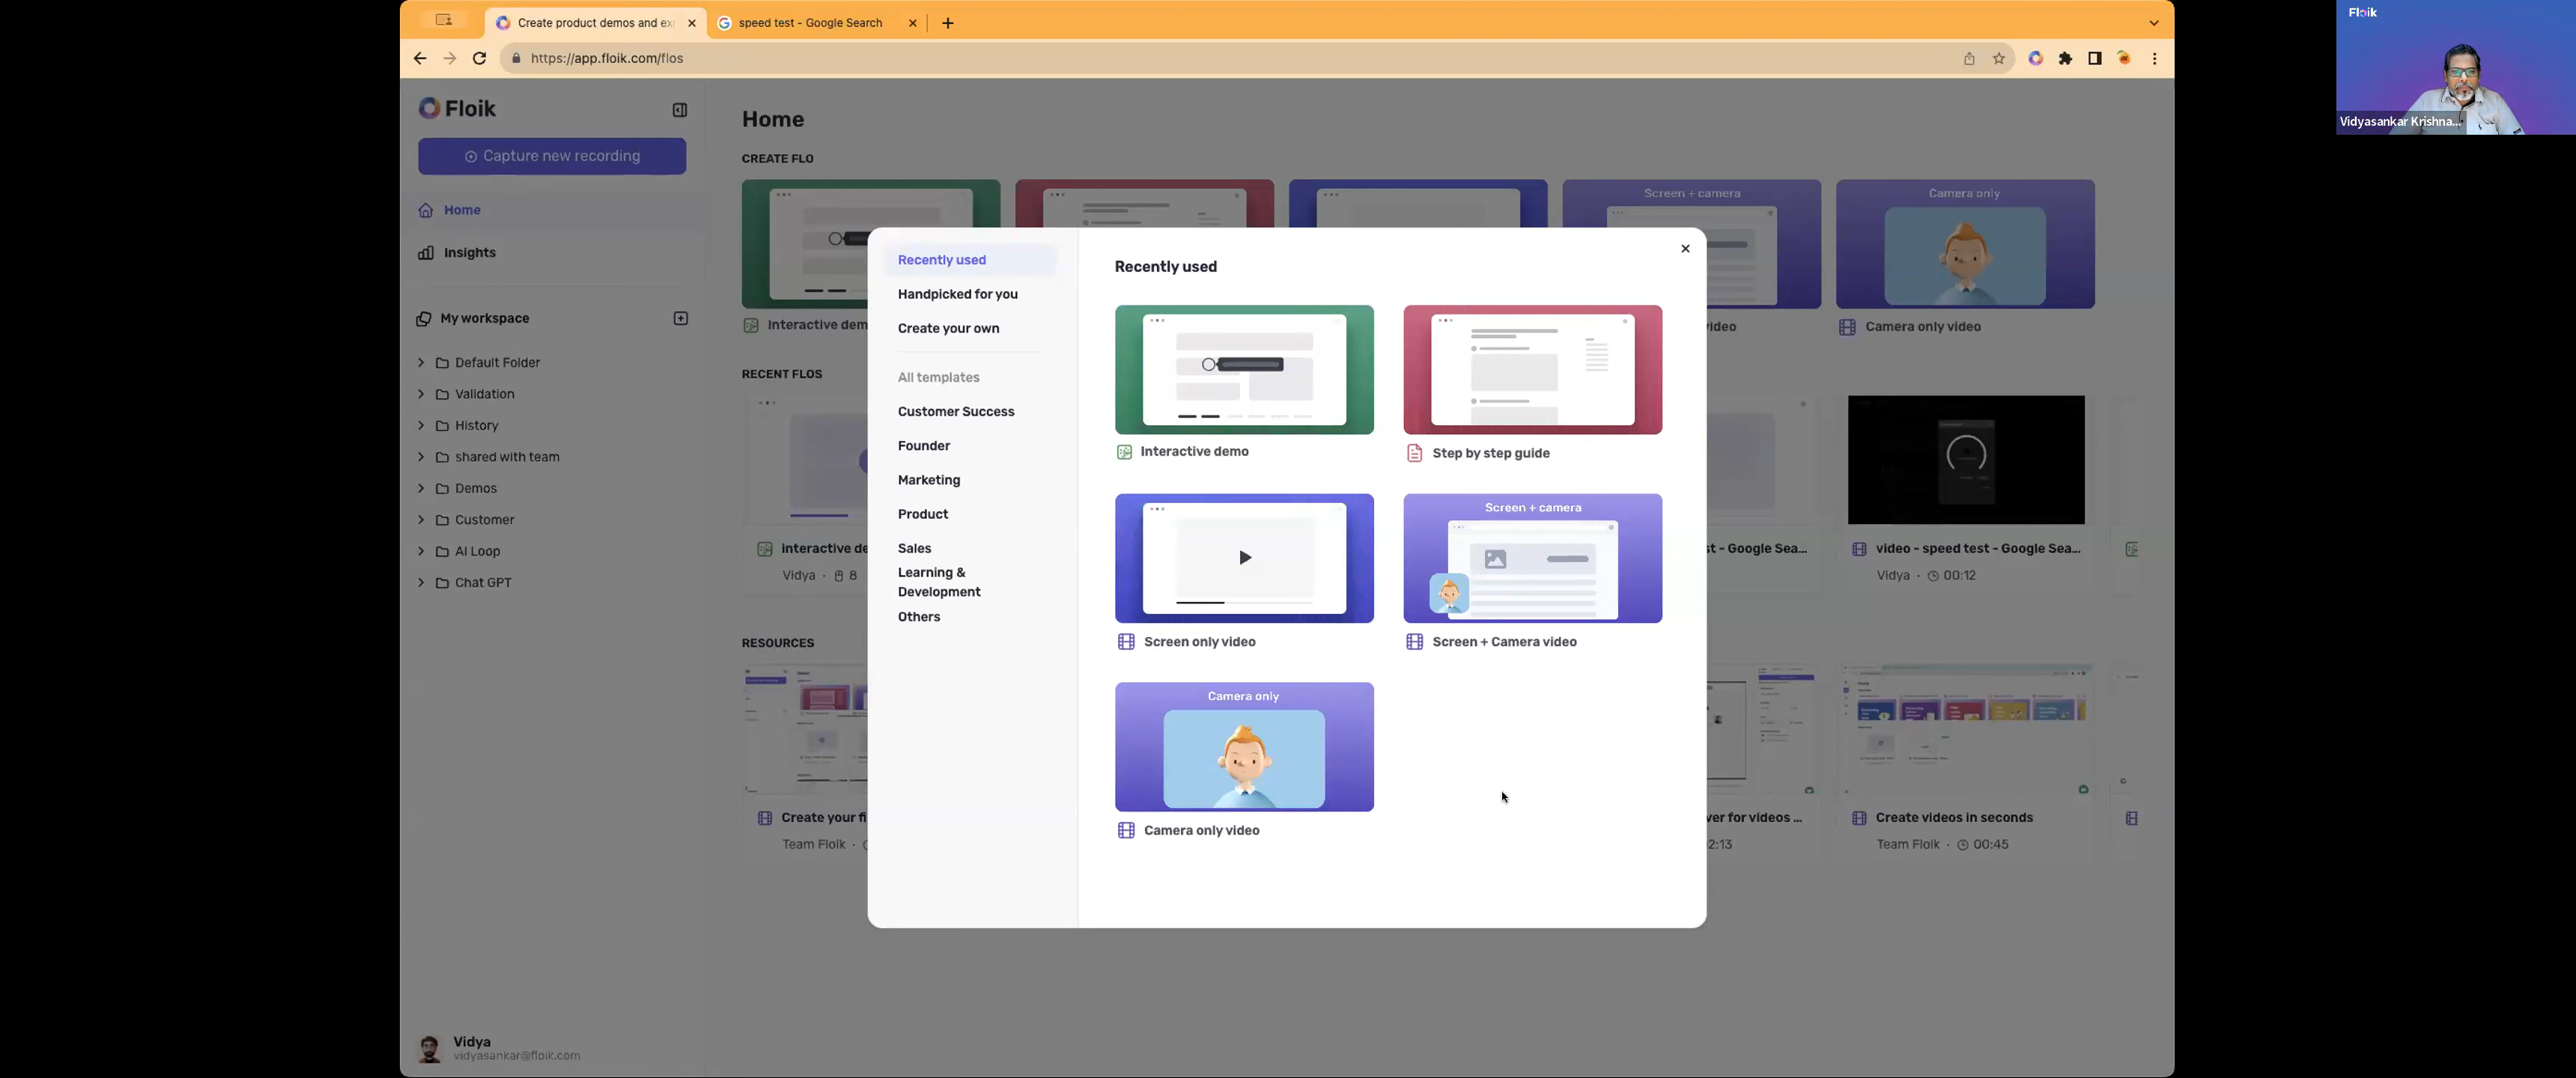 Create product demos and ex
speed test - Google Search
https://app.floik.com/flos
Floik
Vidyasankar Krishna...
Floik
Capture new recording
Home
Insights
My workspace
Default Folder
Validation
History
shared with team
Demos
Customer
AI Loop
Chat GPT
Vidya
vidyasankar@floik.com
Home
CREATE FLO
Screen + camera
Camera only
Interactive dem
video
Camera only video
RECENT FLOS
interactive de
Vidya · 8
st - Google Sea...
video - speed test - Google Sea...
Vidya · 00:12
RESOURCES
Create your fi
Team Floik ·
ver for videos ...
2:13
Create videos in seconds
Team Floik · 00:45
Recently used
Handpicked for you
Create your own
All templates
Customer Success
Founder
Marketing
Product
Sales
Learning &
Development
Others
Recently used
Interactive demo
Step by step guide
Screen + camera
Screen only video
Screen + Camera video
Camera only
Camera only video